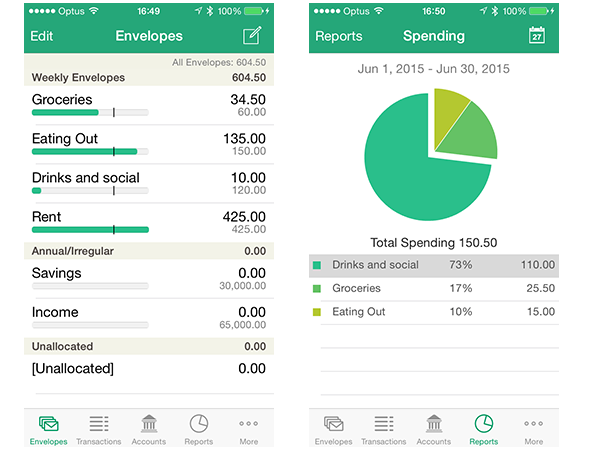 Optus 16:49 100%
Edit Envelopes
All Envelopes: 604.50
Weekly Envelopes 604.50
Groceries 34.50
60.00
Eating Out 135.00
150.00
Drinks and social 10.00
120.00
Rent 425.00
425.00
Annual/Irregular 0.00
Savings 0.00
30,000.00
Income 0.00
65,000.00
Unallocated 0.00
[Unallocated] 0.00
Envelopes Transactions Accounts Reports More
Optus 16:50 100%
Reports Spending 27
Jun 1, 2015 - Jun 30, 2015
Total Spending 150.50
Drinks and social 73% 110.00
Groceries 17% 25.50
Eating Out 10% 15.00
Envelopes Transactions Accounts Reports More